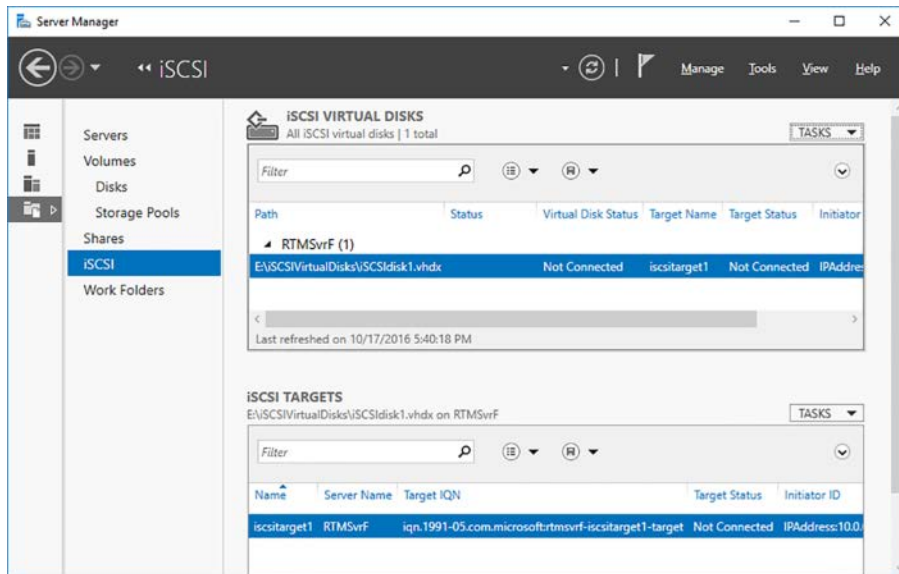 Server Manager
iSCSI
Manage Tools View Help
Servers
Volumes
Disks
Storage Pools
Shares
iSCSI
Work Folders
iSCSI VIRTUAL DISKS
All iSCSI virtual disks | 1 total
TASKS
Filter
Path Status Virtual Disk Status Target Name Target Status Initiator
RTMSvrF (1)
E:\iSCSIVirtualDisks\iSCSIdisk1.vhdx Not Connected iscsitarget1 Not Connected IPAddre
Last refreshed on 10/17/2016 5:40:18 PM
iSCSI TARGETS
E:\iSCSIVirtualDisks\iSCSIdisk1.vhdx on RTMSvrF
TASKS
Filter
Name Server Name Target IQN Target Status Initiator ID
iscsitarget1 RTMSvrF iqn.1991-05.com.microsoft:rtmsvrf-iscsitarget1-target Not Connected IPAddress:10.0.